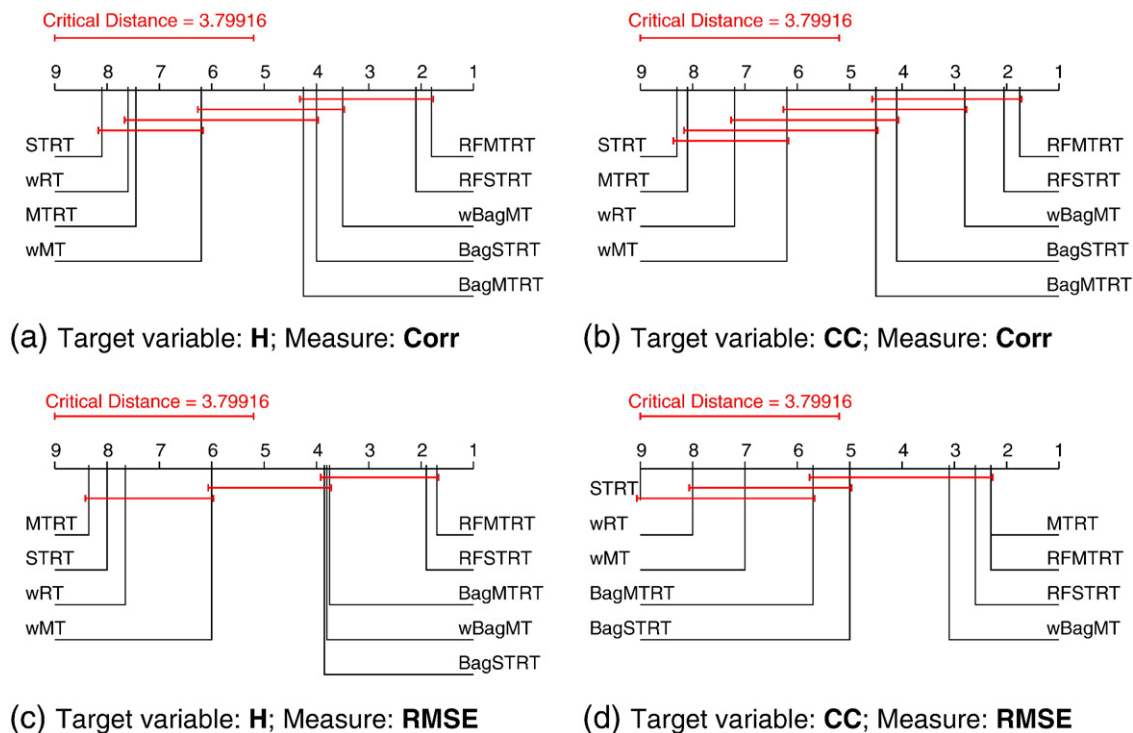 Critical Distance = 3.79916
9 8 7 6 5 4 3 2 1
STRT
wRT
MTRT
wMT
RFMTRT
RFSTRT
wBagMT
BagSTRT
BagMTRT
(a) Target variable: H; Measure: Corr
Critical Distance = 3.79916
9 8 7 6 5 4 3 2 1
STRT
MTRT
wRT
wMT
RFMTRT
RFSTRT
wBagMT
BagSTRT
BagMTRT
(b) Target variable: CC; Measure: Corr
Critical Distance = 3.79916
9 8 7 6 5 4 3 2 1
MTRT
STRT
wRT
wMT
RFMTRT
RFSTRT
BagMTRT
wBagMT
BagSTRT
(c) Target variable: H; Measure: RMSE
Critical Distance = 3.79916
9 8 7 6 5 4 3 2 1
STRT
wRT
wMT
BagMTRT
BagSTRT
MTRT
RFMTRT
RFSTRT
wBagMT
(d) Target variable: CC; Measure: RMSE